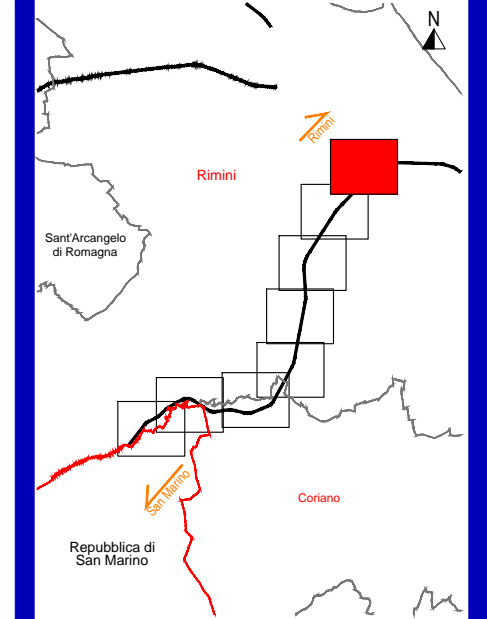 N
Rimini
Rimini
Sant'Arcangelo
di Romagna
San Marino
Coriano
Repubblica di
San Marino